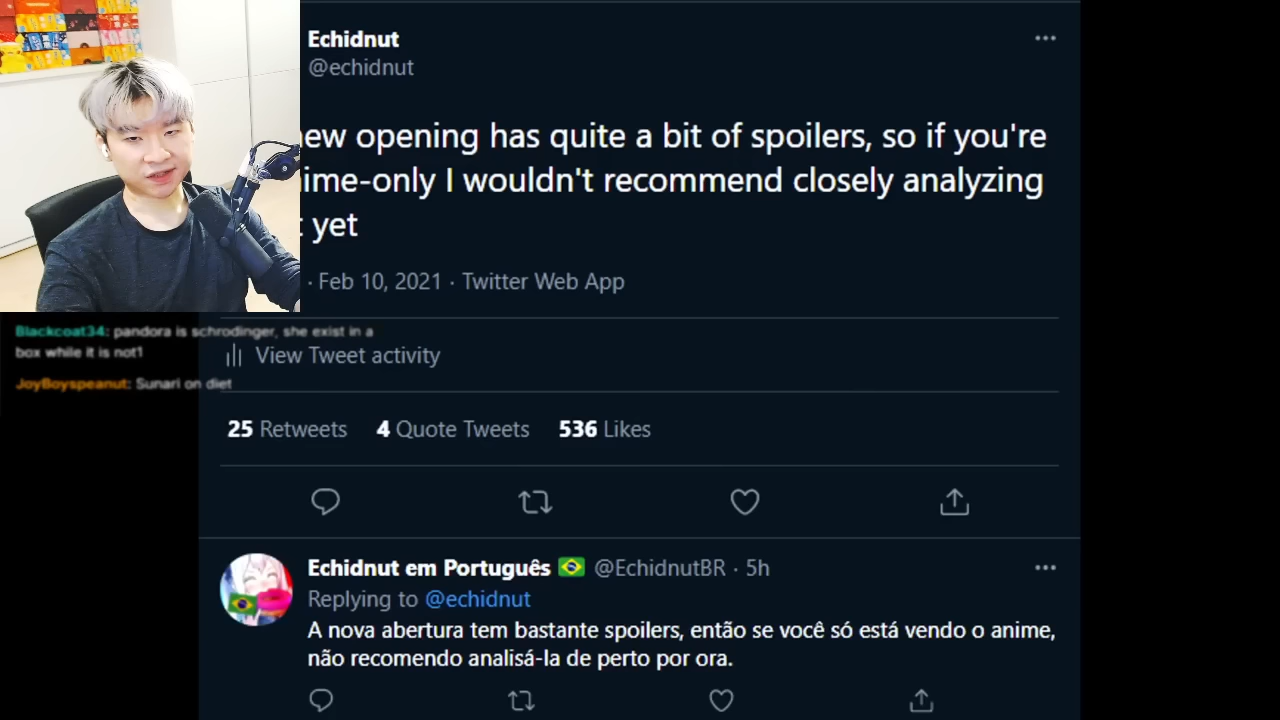 Echidnut
@echidnut
ew opening has quite a bit of spoilers, so if you're
ime-only I wouldn't recommend closely analyzing
yet
· Feb 10, 2021 · Twitter Web App
Blackcoat34: pandora is schrodinger, she exist in a
box while it is not1
JoyBoyspeanut: Sunari on diet
View Tweet activity
25 Retweets 4 Quote Tweets 536 Likes
Echidnut em Português @EchidnutBR · 5h
Replying to @echidnut
A nova abertura tem bastante spoilers, então se você só está vendo o anime,
não recomendo analisá-la de perto por ora.